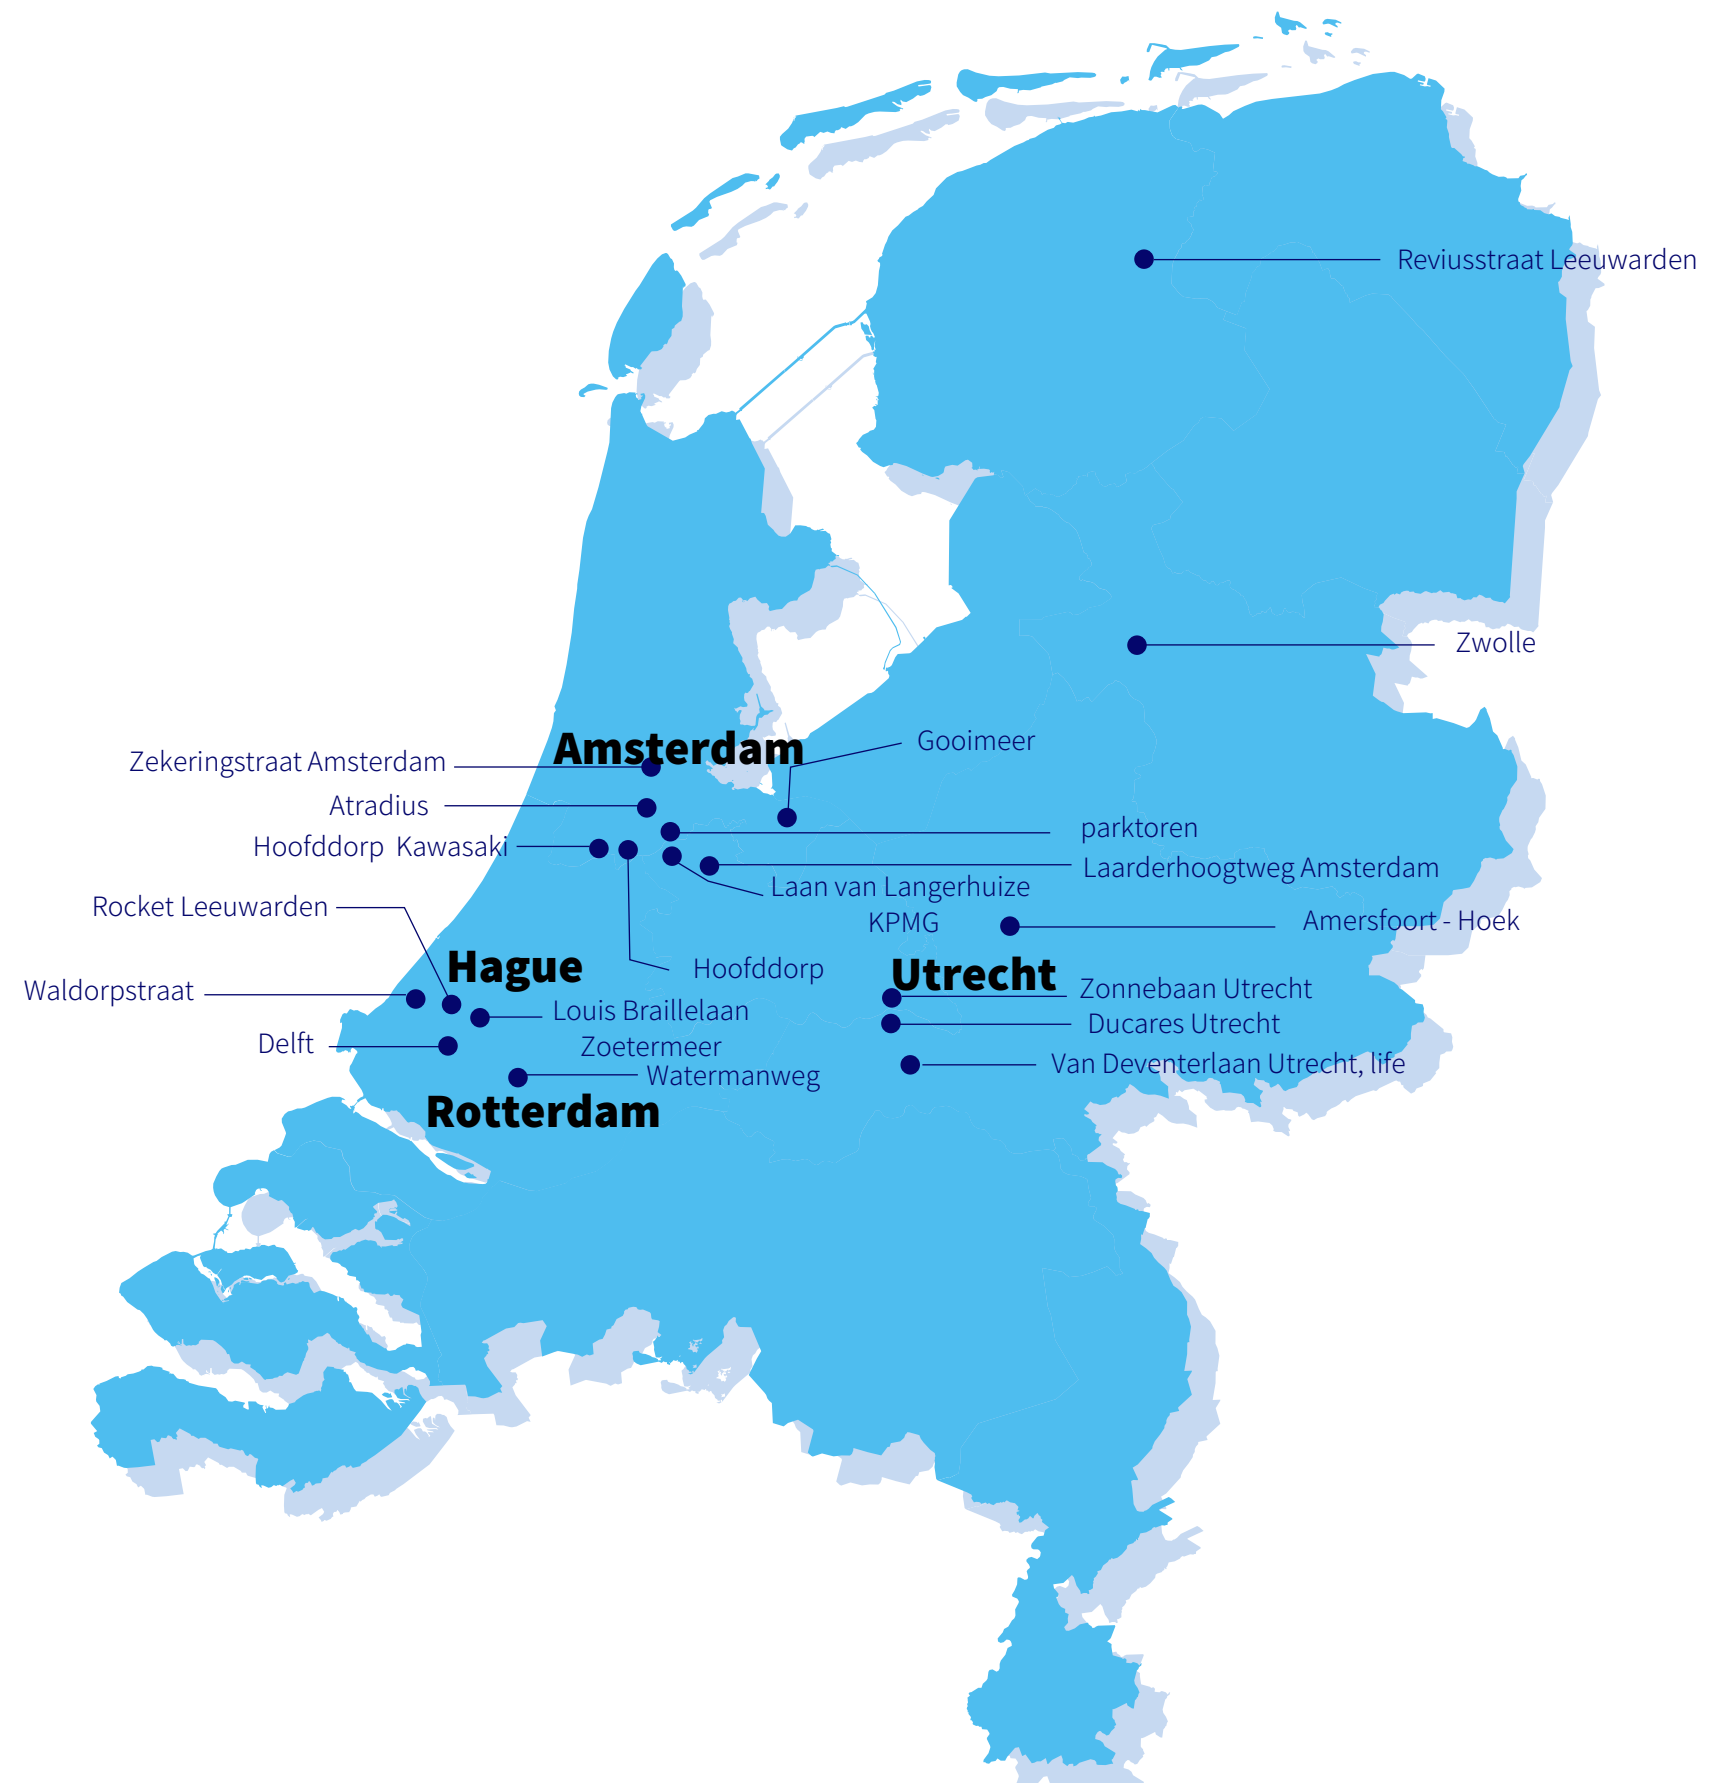 Reviusstraat Leeuwarden
Zwolle
Amsterdam
Gooimeer
Zekeringstraat Amsterdam
Atradius
parktoren
Hoofddorp Kawasaki
Laarderhoogtweg Amsterdam
Laan van Langerhuize
KPMG
Rocket Leeuwarden
Amersfoort - Hoek
Hague
Hoofddorp
Utrecht
Waldorpstraat
Zonnebaan Utrecht
Louis Braillelaan
Zoetermeer
Ducares Utrecht
Delft
Van Deventerlaan Utrecht, life
Watermanweg
Rotterdam